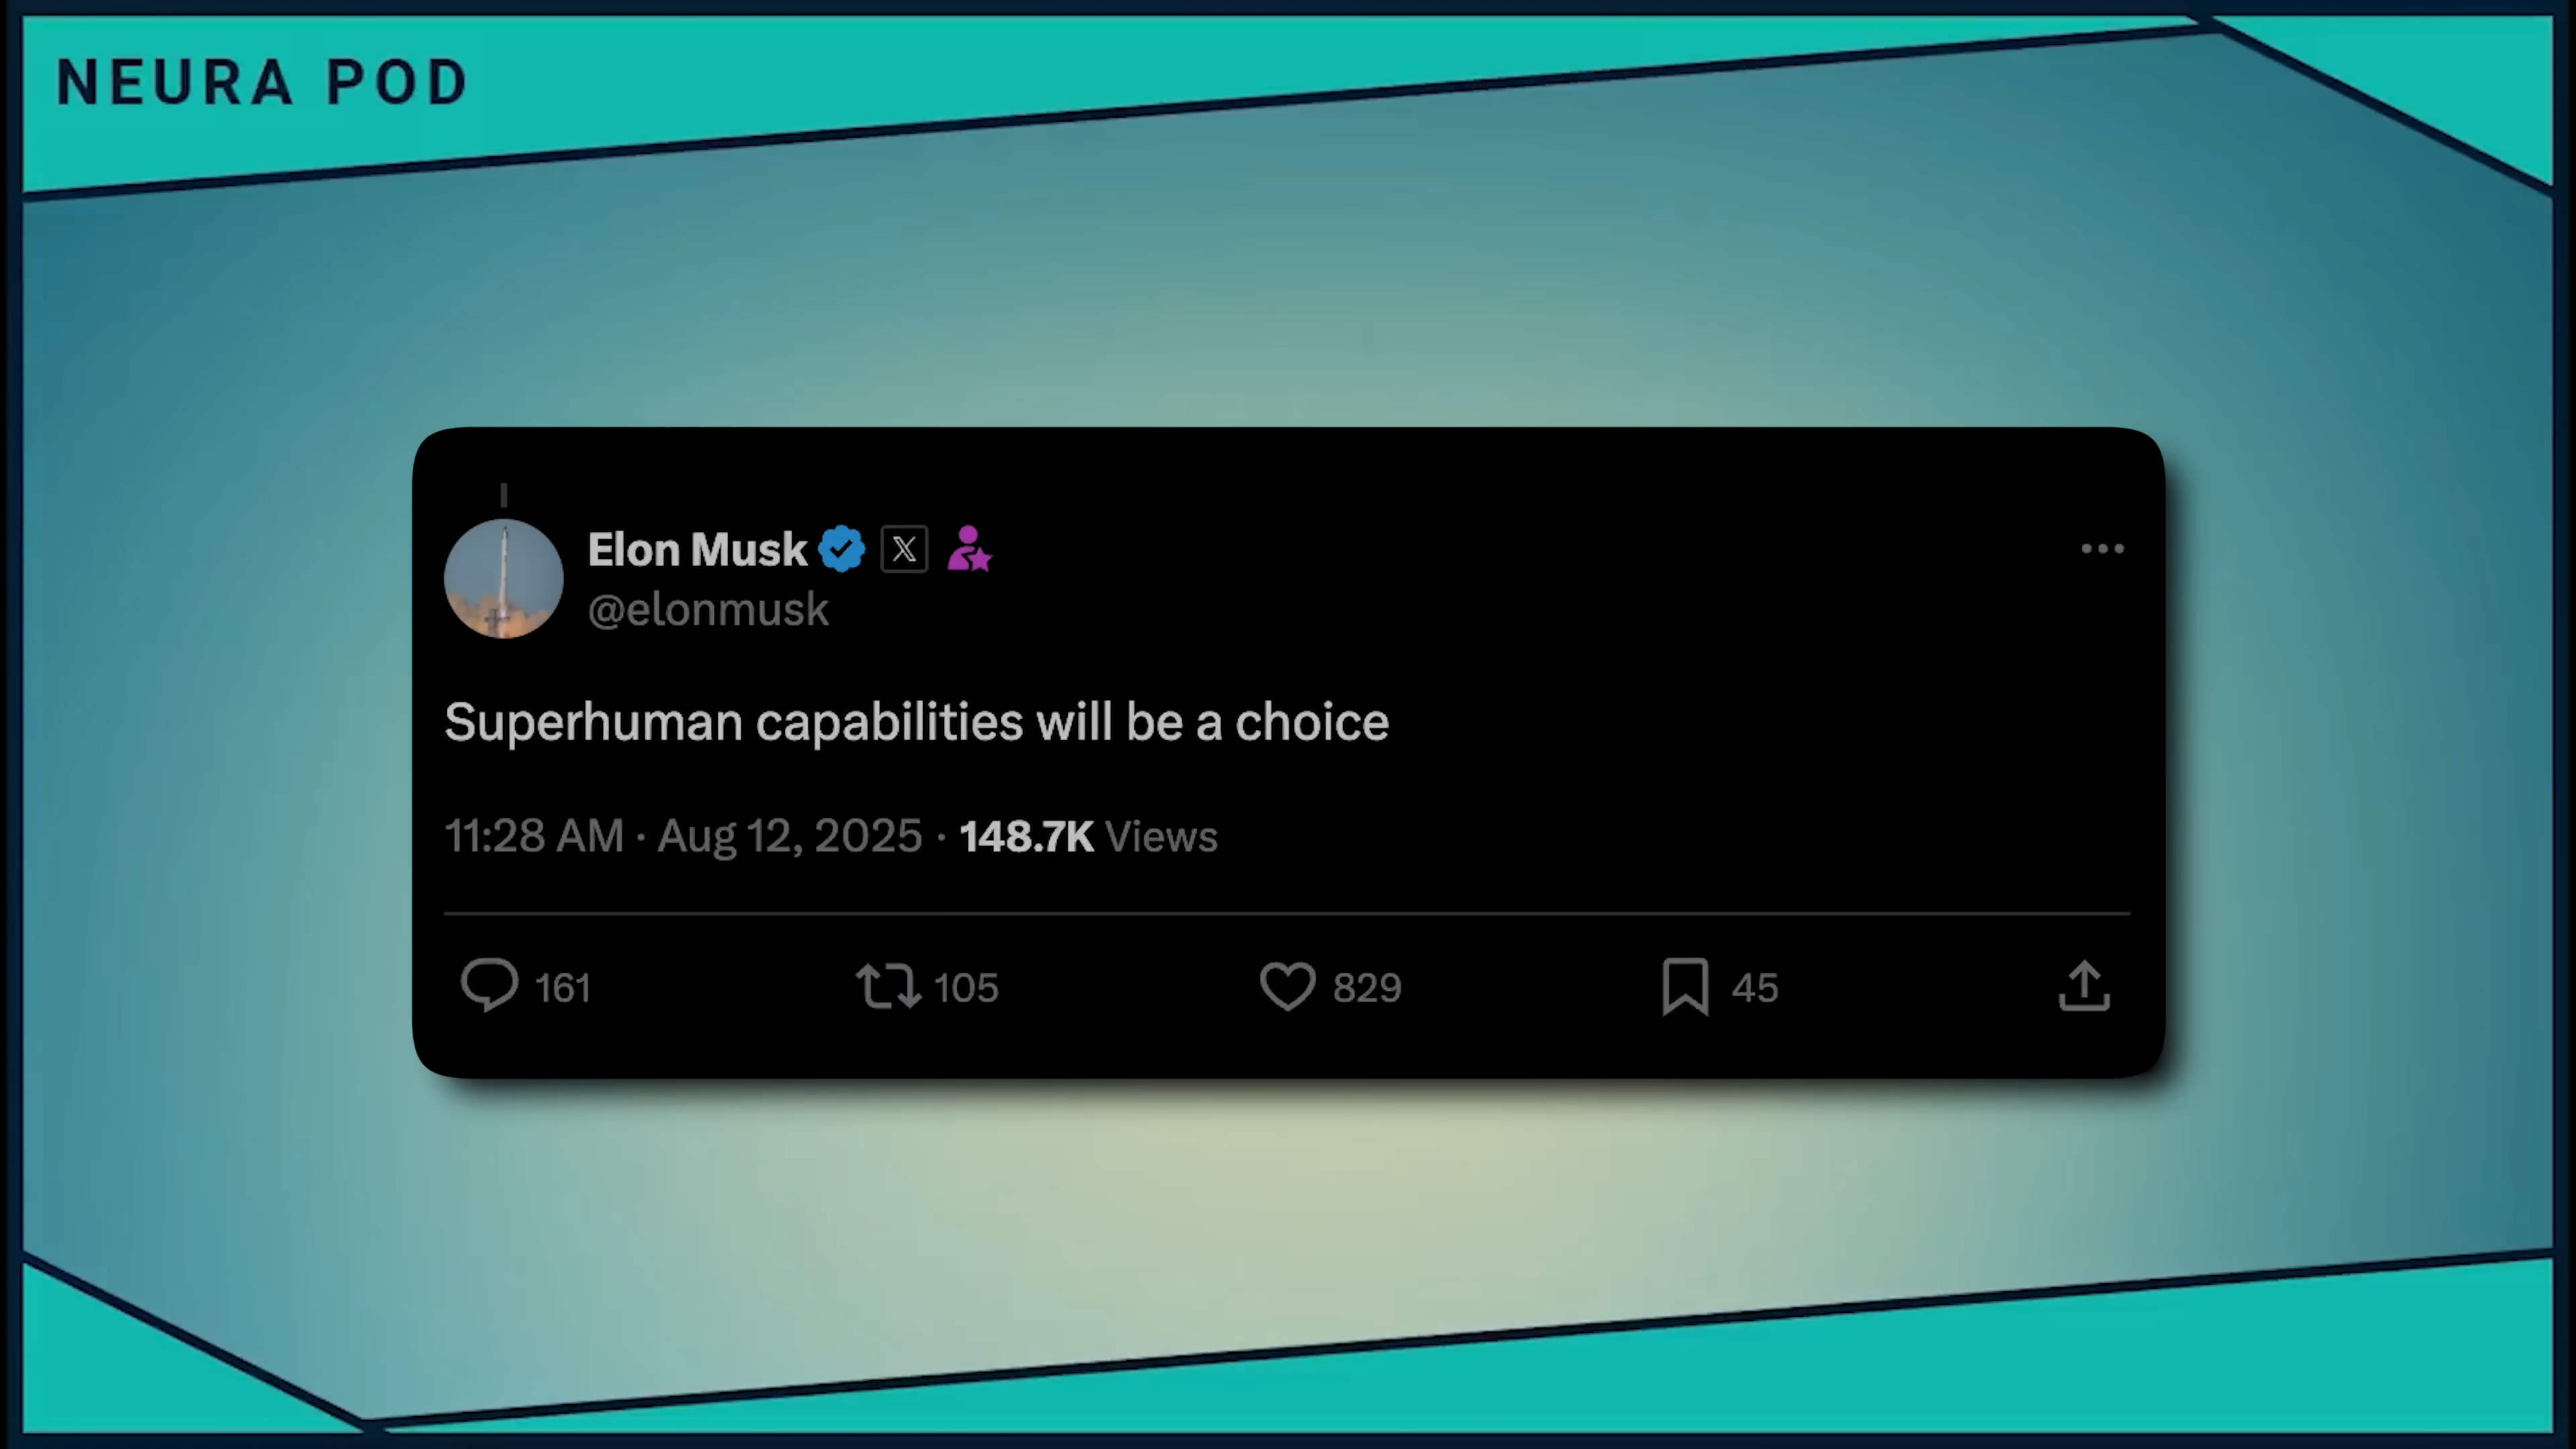 NEURA POD
Elon Musk
@elonmusk
Superhuman capabilities will be a choice
11:28 AM · Aug 12, 2025 · 148.7K Views
161 105 829 45